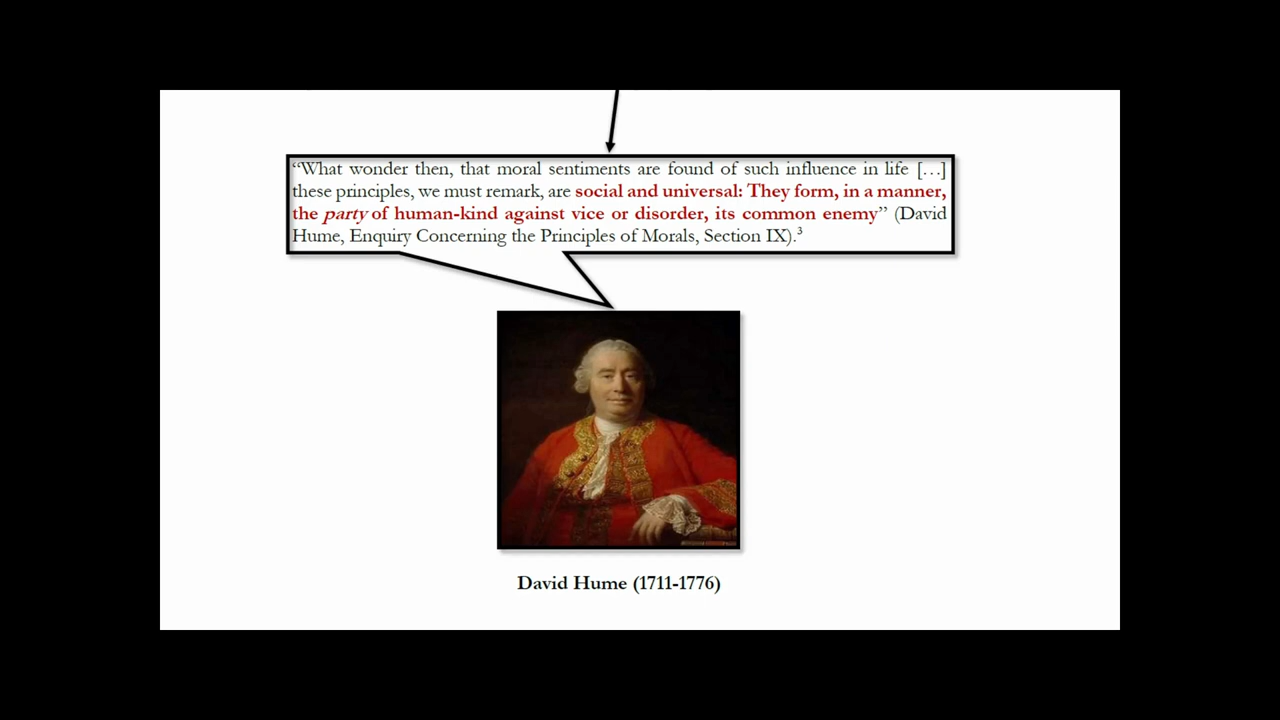 “What wonder then, that moral sentiments are found of such influence in life […]
these principles, we must remark, are social and universal: They form, in a manner,
the party of human-kind against vice or disorder, its common enemy” (David
Hume, Enquiry Concerning the Principles of Morals, Section IX).³
David Hume (1711-1776)